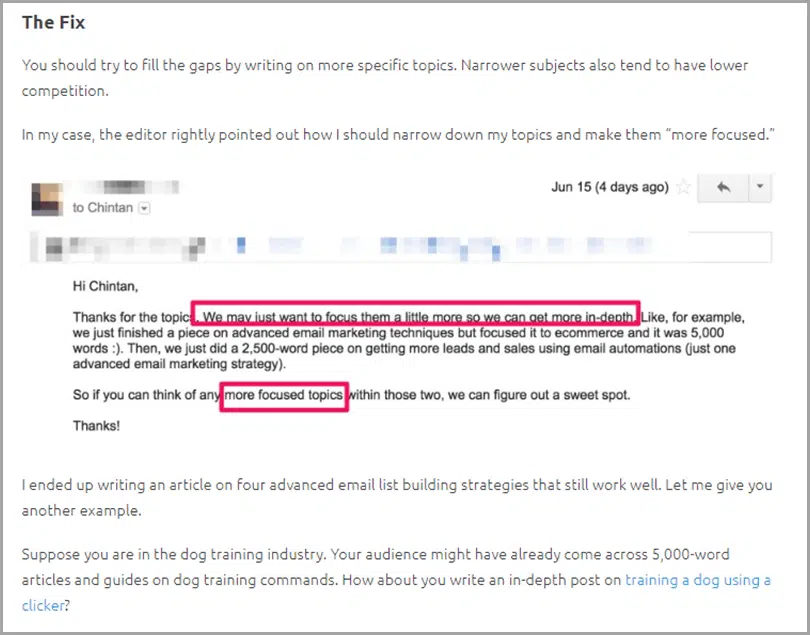 The Fix
You should try to fill the gaps by writing on more specific topics. Narrower subjects also tend to have lower
competition.
In my case, the editor rightly pointed out how I should narrow down my topics and make them “more focused.”
Jun 15 (4 days ago)
to Chintan
Hi Chintan,
Thanks for the topics. We may just want to focus them a little more so we can get more in-depth. Like, for example,
we just finished a piece on advanced email marketing techniques but focused it to ecommerce and it was 5,000
words :). Then, we just did a 2,500-word piece on getting more leads and sales using email automations (just one
advanced email marketing strategy).
So if you can think of any more focused topics within those two, we can figure out a sweet spot.
Thanks!
I ended up writing an article on four advanced email list building strategies that still work well. Let me give you
another example.
Suppose you are in the dog training industry. Your audience might have already come across 5,000-word
articles and guides on dog training commands. How about you write an in-depth post on training a dog using a
clicker?